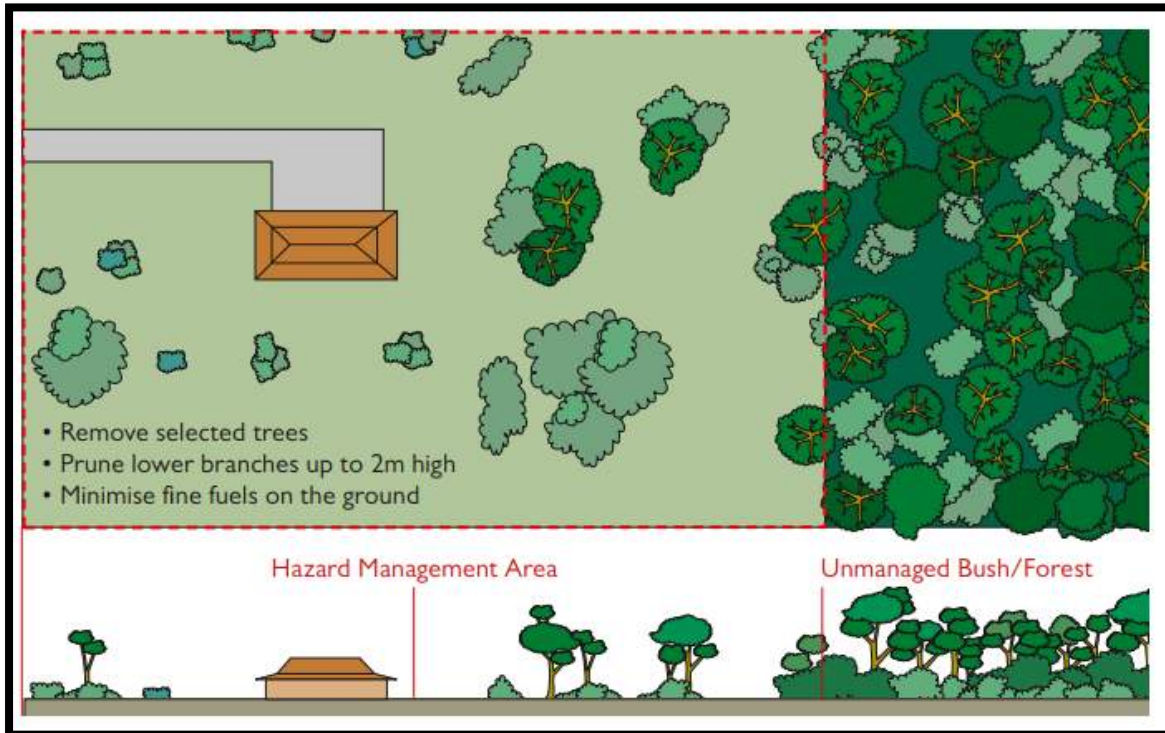 • Remove selected trees
• Prune lower branches up to 2m high
• Minimise fine fuels on the ground
Hazard Management Area
Unmanaged Bush/Forest